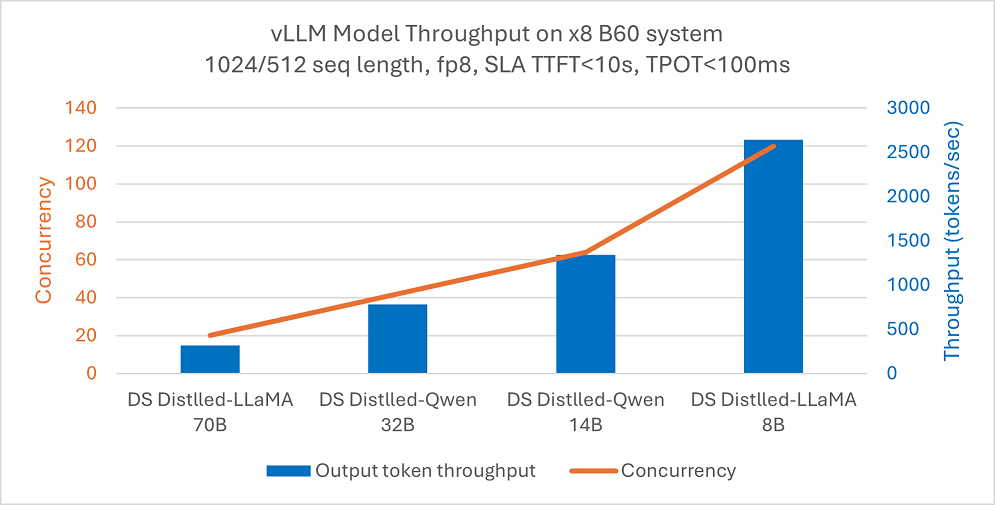 vLLM Model Throughput on x8 B60 system
1024/512 seq length, fp8, SLA TTFT<10s, TPOT<100ms
140
120
100
80
60
40
20
0
Concurrency
3000
2500
2000
1500
1000
500
0
Throughput (tokens/sec)
DS Distlled-LLaMA
70B
DS Distlled-Qwen
32B
DS Distlled-Qwen
14B
DS Distlled-LLaMA
8B
Output token throughput
Concurrency